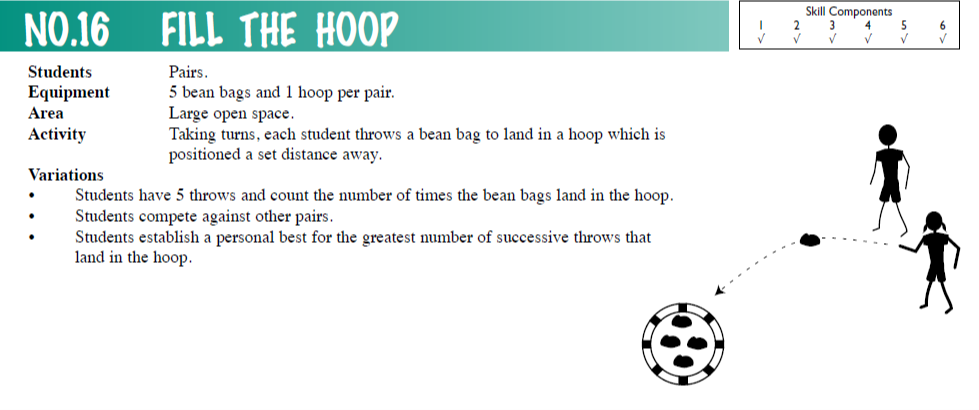 NO.16 FILL THE HOOP
Skill Components
1 2 3 4 5 6
√ √ √ √ √ √
Students Pairs.
Equipment 5 bean bags and 1 hoop per pair.
Area Large open space.
Activity Taking turns, each student throws a bean bag to land in a hoop which is
positioned a set distance away.
Variations
• Students have 5 throws and count the number of times the bean bags land in the hoop.
• Students compete against other pairs.
• Students establish a personal best for the greatest number of successive throws that
land in the hoop.